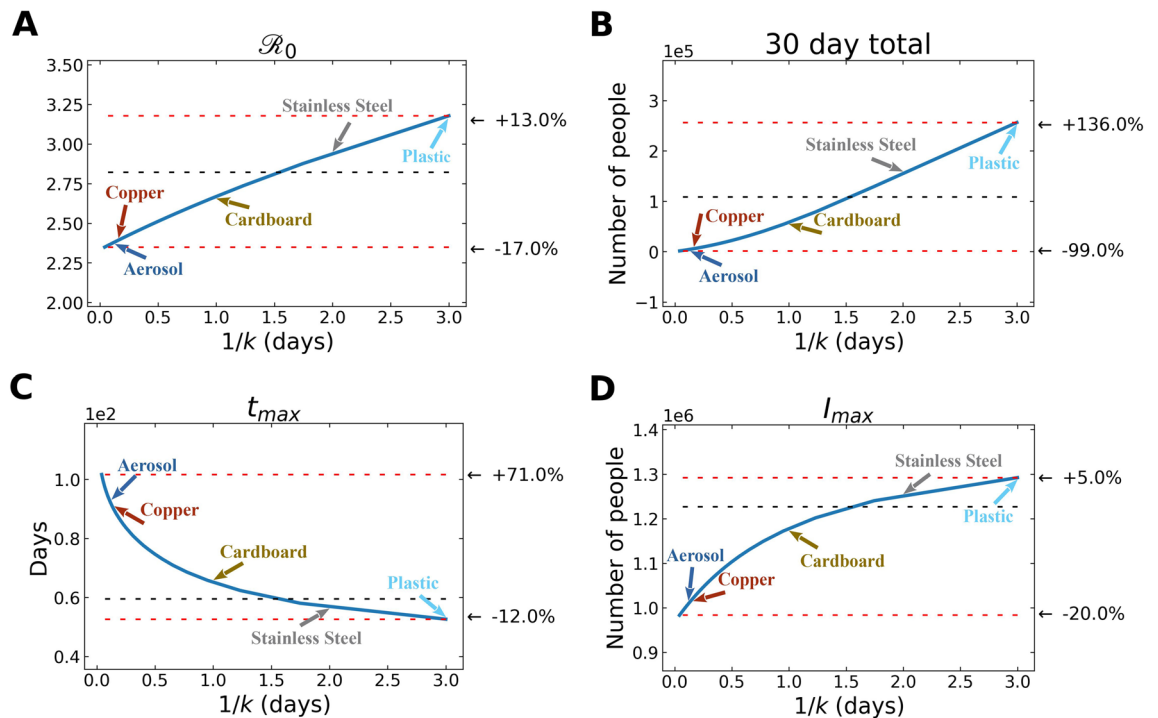 A
ℛ0
3.50
3.25
3.00
2.75
2.50
2.25
2.00
Stainless Steel
← +13.0%
Plastic
Copper
Cardboard
← -17.0%
Aerosol
0.0 0.5 1.0 1.5 2.0 2.5 3.0
1/k (days)
B
30 day total
1e5
Number of people
3
2
1
0
−1
← +136.0%
Stainless Steel
Plastic
Copper
Cardboard
← -99.0%
Aerosol
0.0 0.5 1.0 1.5 2.0 2.5 3.0
1/k (days)
C
tmax
1e2
Days
1.0
0.8
0.6
0.4
Aerosol
← +71.0%
Copper
Cardboard
Plastic
← -12.0%
Stainless Steel
0.0 0.5 1.0 1.5 2.0 2.5 3.0
1/k (days)
D
Imax
1e6
Number of people
1.4
1.3
1.2
1.1
1.0
0.9
Stainless Steel
← +5.0%
Plastic
Aerosol
Cardboard
Copper
← -20.0%
0.0 0.5 1.0 1.5 2.0 2.5 3.0
1/k (days)